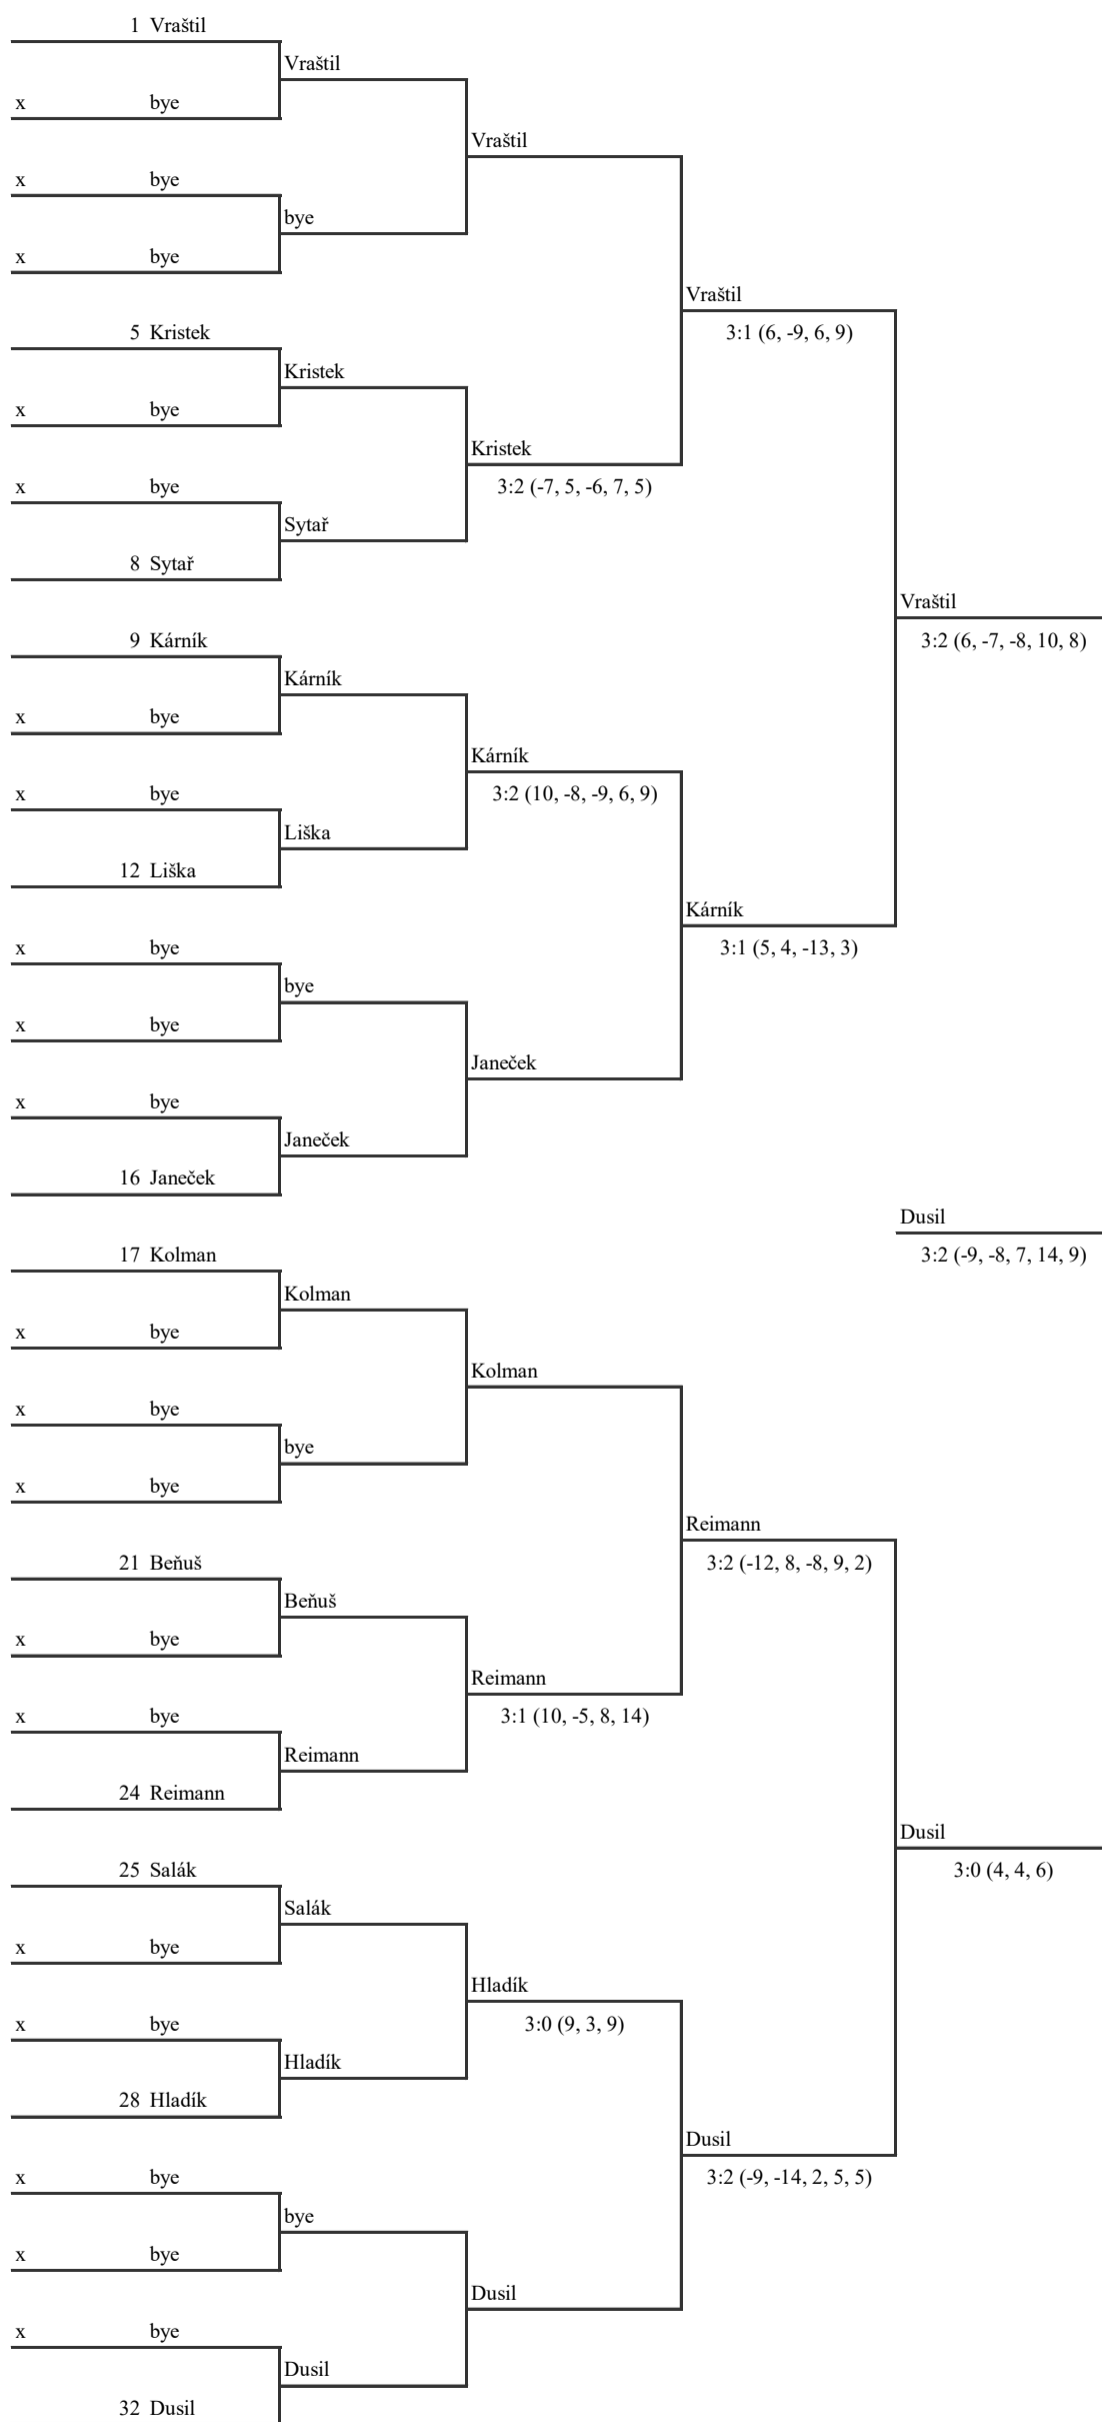 1 Vraštil
Vraštil
x bye
Vraštil
x bye
bye
x bye
Vraštil
5 Kristek
3:1 (6, -9, 6, 9)
Kristek
x bye
Kristek
x bye
3:2 (-7, 5, -6, 7, 5)
Sytař
8 Sytař
Vraštil
9 Kárník
3:2 (6, -7, -8, 10, 8)
Kárník
x bye
Kárník
x bye
3:2 (10, -8, -9, 6, 9)
Liška
12 Liška
Kárník
x bye
3:1 (5, 4, -13, 3)
bye
x bye
Janeček
x bye
Janeček
16 Janeček
Dusil
17 Kolman
3:2 (-9, -8, 7, 14, 9)
Kolman
x bye
Kolman
x bye
bye
x bye
Reimann
21 Beňuš
3:2 (-12, 8, -8, 9, 2)
Beňuš
x bye
Reimann
x bye
3:1 (10, -5, 8, 14)
Reimann
24 Reimann
Dusil
25 Salák
3:0 (4, 4, 6)
Salák
x bye
Hladík
x bye
3:0 (9, 3, 9)
Hladík
28 Hladík
Dusil
x bye
3:2 (-9, -14, 2, 5, 5)
bye
x bye
Dusil
x bye
Dusil
32 Dusil